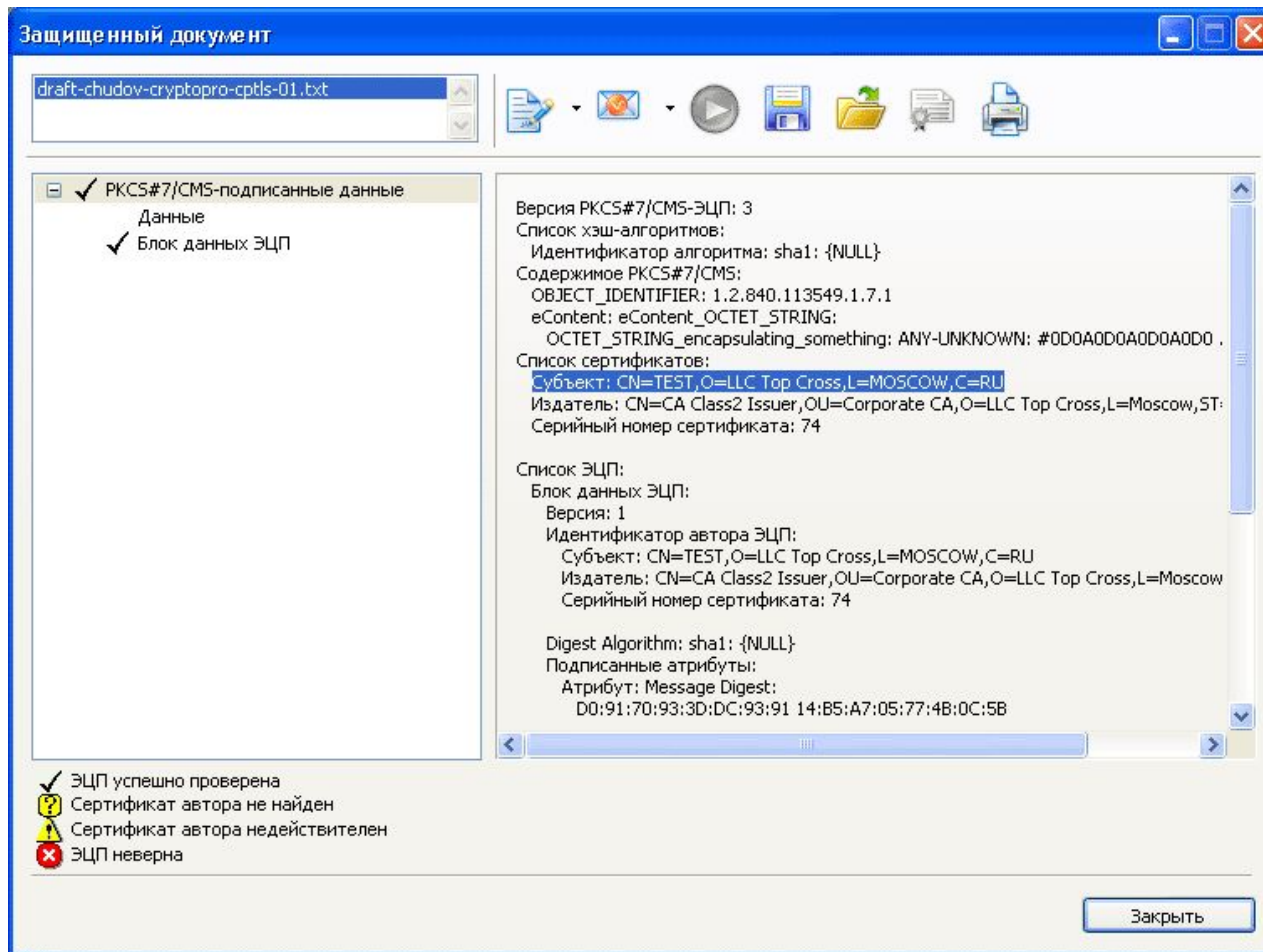 Защищенный документ
draft-chudov-cryptopro-cptls-01.txt
PKCS#7/CMS-подписанные данные
Данные
Блок данных ЭЦП
Версия PKCS#7/CMS-ЭЦП: 3
Список хэш-алгоритмов:
Идентификатор алгоритма: sha1: {NULL}
Содержимое PKCS#7/CMS:
OBJECT_IDENTIFIER: 1.2.840.113549.1.7.1
eContent: eContent_OCTET_STRING:
OCTET_STRING_encapsulating_something: ANY-UNKNOWN: #0D0A0D0A0D0A0D0 .
Список сертификатов:
Субъект: CN=TEST,O=LLC Top Cross,L=MOSCOW,C=RU
Издатель: CN=CA Class2 Issuer,OU=Corporate CA,O=LLC Top Cross,L=Moscow,ST=
Серийный номер сертификата: 74
Список ЭЦП:
Блок данных ЭЦП:
Версия: 1
Идентификатор автора ЭЦП:
Субъект: CN=TEST,O=LLC Top Cross,L=MOSCOW,C=RU
Издатель: CN=CA Class2 Issuer,OU=Corporate CA,O=LLC Top Cross,L=Moscow
Серийный номер сертификата: 74
Digest Algorithm: sha1: {NULL}
Подписанные атрибуты:
Атрибут: Message Digest:
D0:91:70:93:3D:DC:93:91 14:B5:A7:05:77:4B:0C:5B
ЭЦП успешно проверена
Сертификат автора не найден
Сертификат автора недействителен
ЭЦП неверна
Закрыть